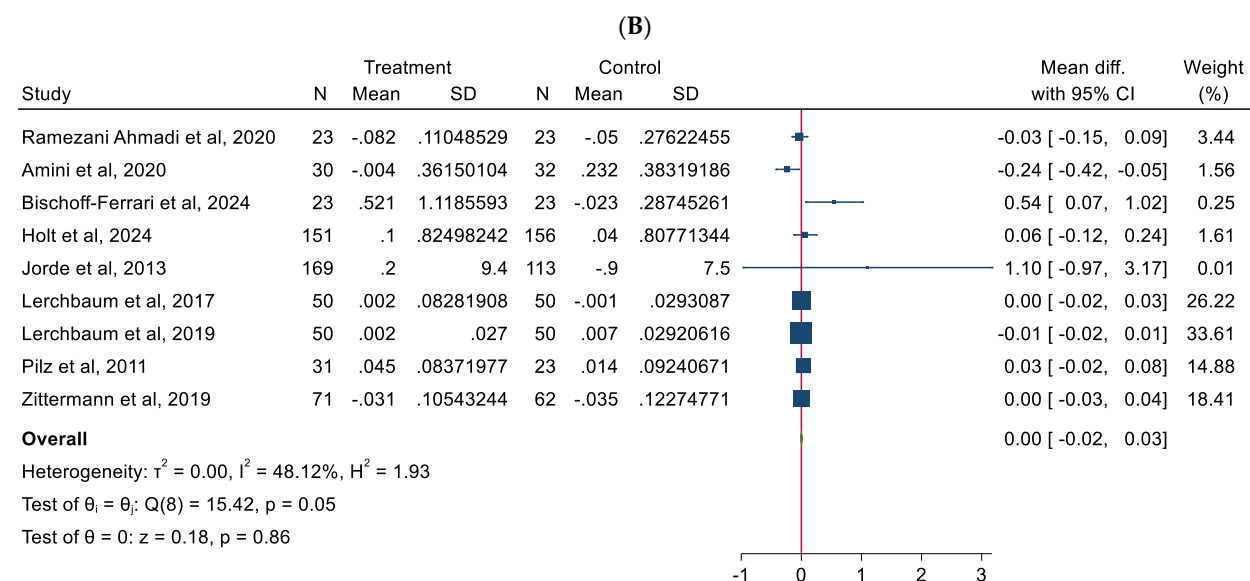 (B)
Treatment Control Mean diff. Weight
Study N Mean SD N Mean SD with 95% CI (%)
Ramezani Ahmadi et al, 2020 23 -.082 .11048529 23 -.05 .27622455 -0.03 [ -0.15, 0.09] 3.44
Amini et al, 2020 30 -.004 .36150104 32 .232 .38319186 -0.24 [ -0.42, -0.05] 1.56
Bischoff-Ferrari et al, 2024 23 .521 1.1185593 23 -.023 .28745261 0.54 [ 0.07, 1.02] 0.25
Holt et al, 2024 151 .1 .82498242 156 .04 .80771344 0.06 [ -0.12, 0.24] 1.61
Jorde et al, 2013 169 .2 9.4 113 -.9 7.5 1.10 [ -0.97, 3.17] 0.01
Lerchbaum et al, 2017 50 .002 .08281908 50 -.001 .0293087 0.00 [ -0.02, 0.03] 26.22
Lerchbaum et al, 2019 50 .002 .027 50 .007 .02920616 -0.01 [ -0.02, 0.01] 33.61
Pilz et al, 2011 31 .045 .08371977 23 .014 .09240671 0.03 [ -0.02, 0.08] 14.88
Zittermann et al, 2019 71 -.031 .10543244 62 -.035 .12274771 0.00 [ -0.03, 0.04] 18.41
Overall 0.00 [ -0.02, 0.03]
Heterogeneity: τ² = 0.00, I² = 48.12%, H² = 1.93
Test of θᵢ = θⱼ: Q(8) = 15.42, p = 0.05
Test of θ = 0: z = 0.18, p = 0.86
-1 0 1 2 3